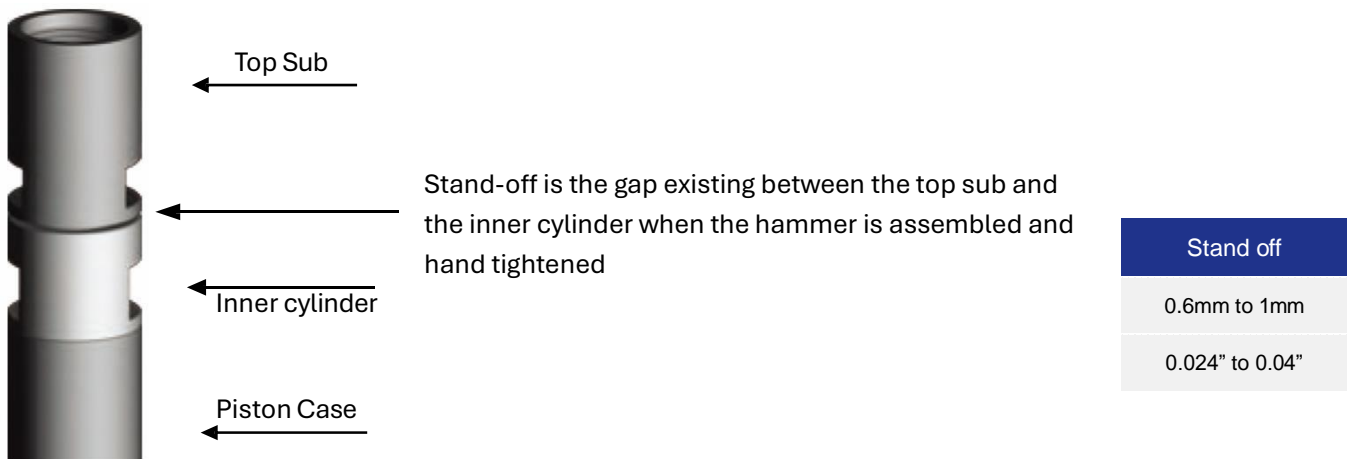 Top Sub
Stand-off is the gap existing between the top sub and
the inner cylinder when the hammer is assembled and
hand tightened
Inner cylinder
Piston Case
Stand off
0.6mm to 1mm
0.024” to 0.04”